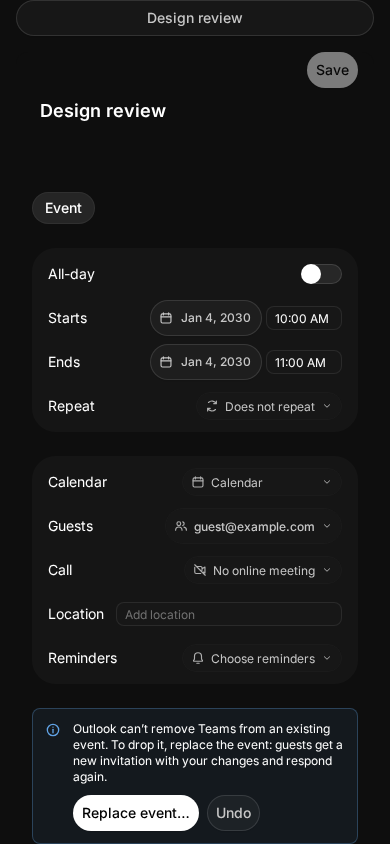 Design review
Save
Design review
Event
All-day
Starts
Jan 4, 2030
10:00 AM
Ends
Jan 4, 2030
11:00 AM
Repeat
Does not repeat
Calendar
Calendar
Guests
guest@example.com
Call
No online meeting
Location
Add location
Reminders
Choose reminders
Outlook can’t remove Teams from an existing
event. To drop it, replace the event: guests get a
new invitation with your changes and respond
again.
Replace event...
Undo